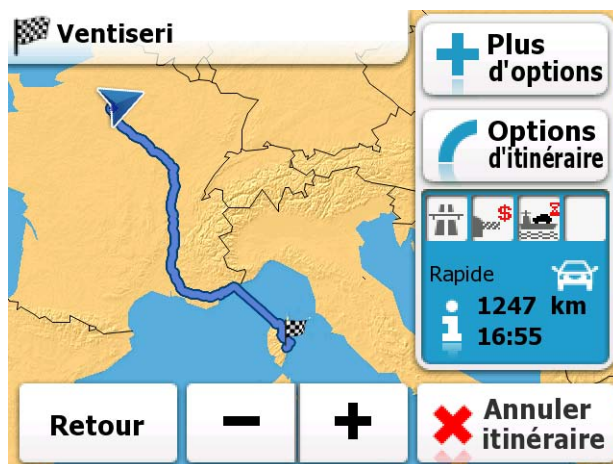 Ventiseri
Plus
d'options
Options
d'itinéraire
$
Rapide
1247 km
16:55
Retour
Annuler
itinéraire